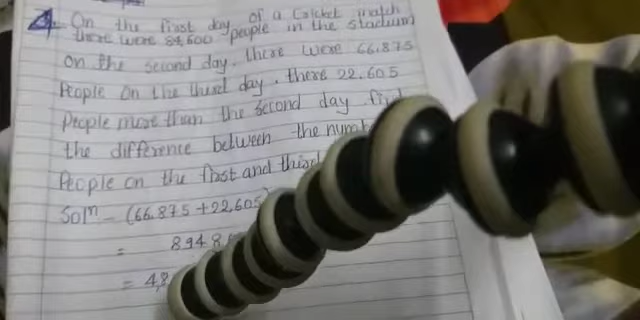 4. On the first day of a Cricket match
there were 84,600 people in the stadium
on the second day. there were 66.875
People on the third day. there 22.605
People more than the second day find
the difference between the num
People on the first and third
Solⁿ - (66.875 + 22,605
= 8948
= 4,8